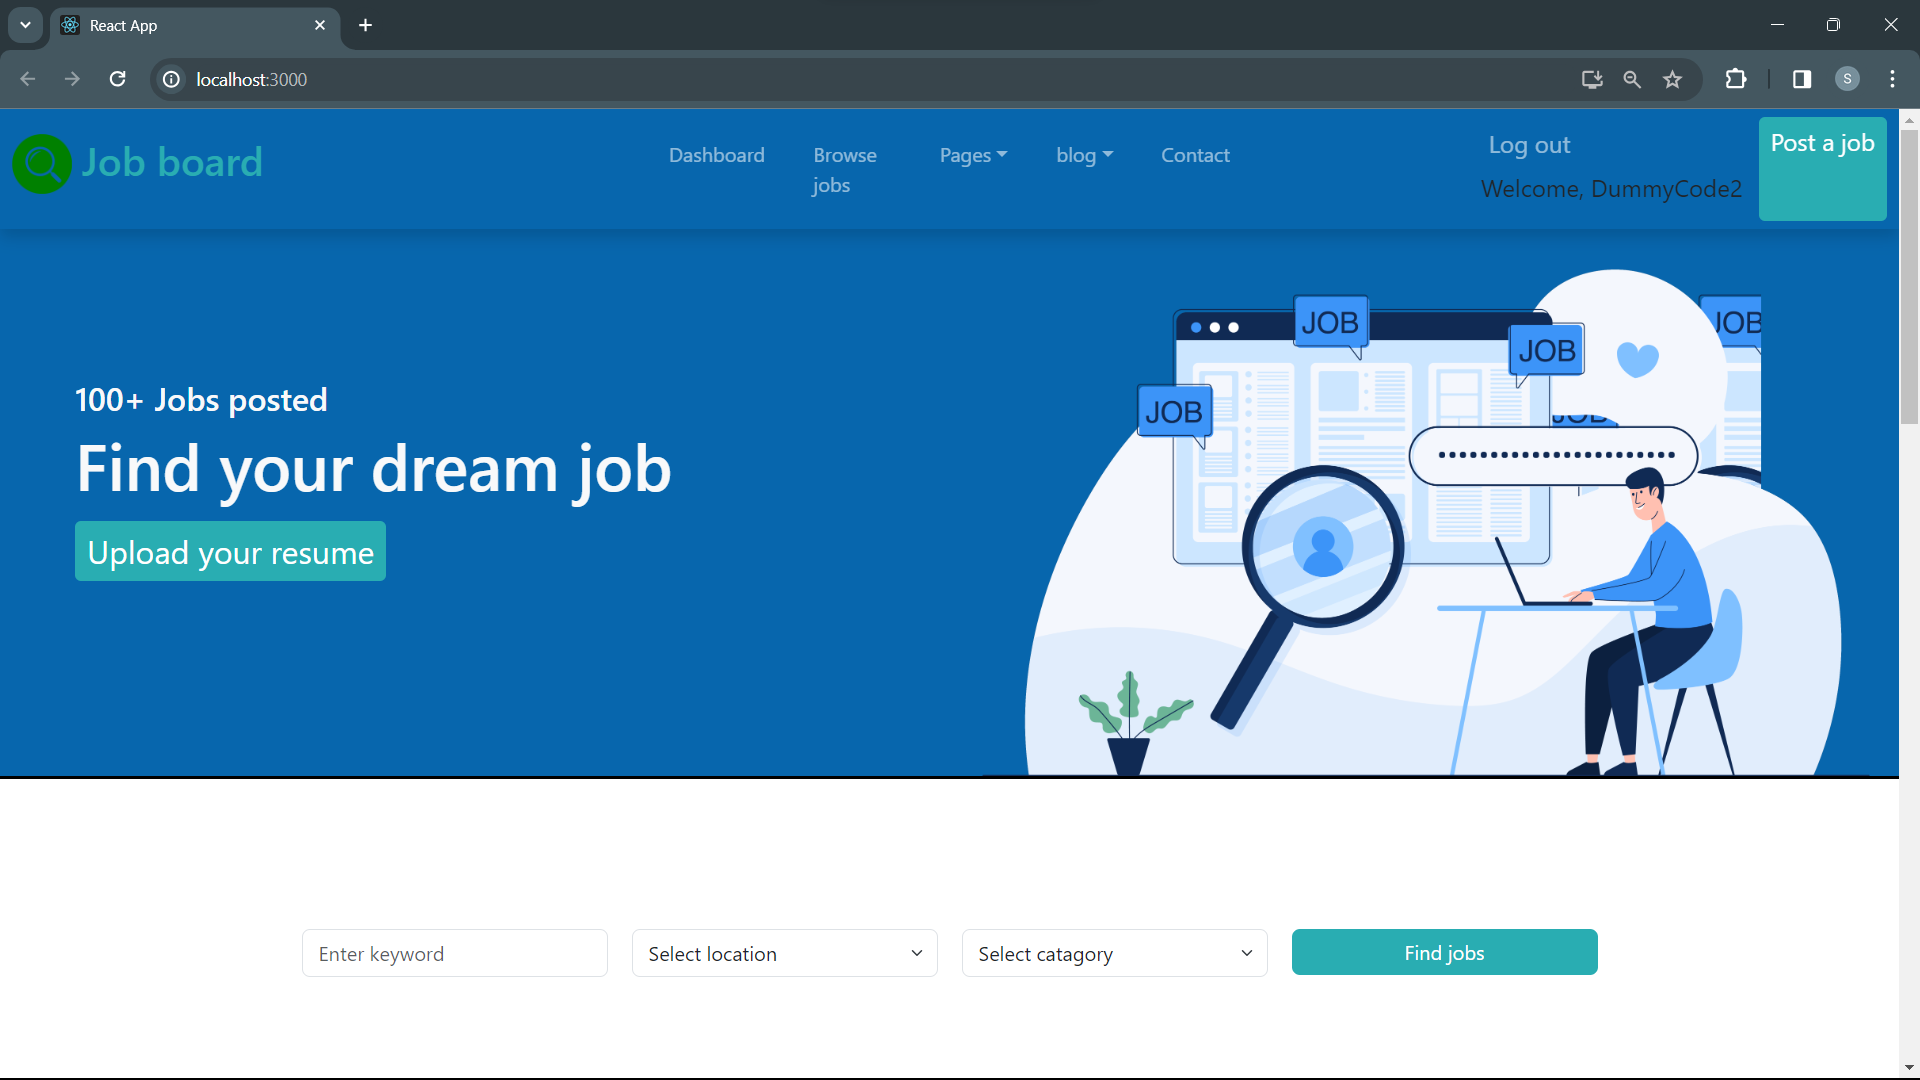 React App
localhost:3000
S
Job board
Dashboard
Browse
jobs
Pages
blog
Contact
Log out
Welcome, DummyCode2
Post a job
100+ Jobs posted
Find your dream job
Upload your resume
JOB
JOB
JOB
JOB
JOB
Enter keyword
Select location
Select catagory
Find jobs